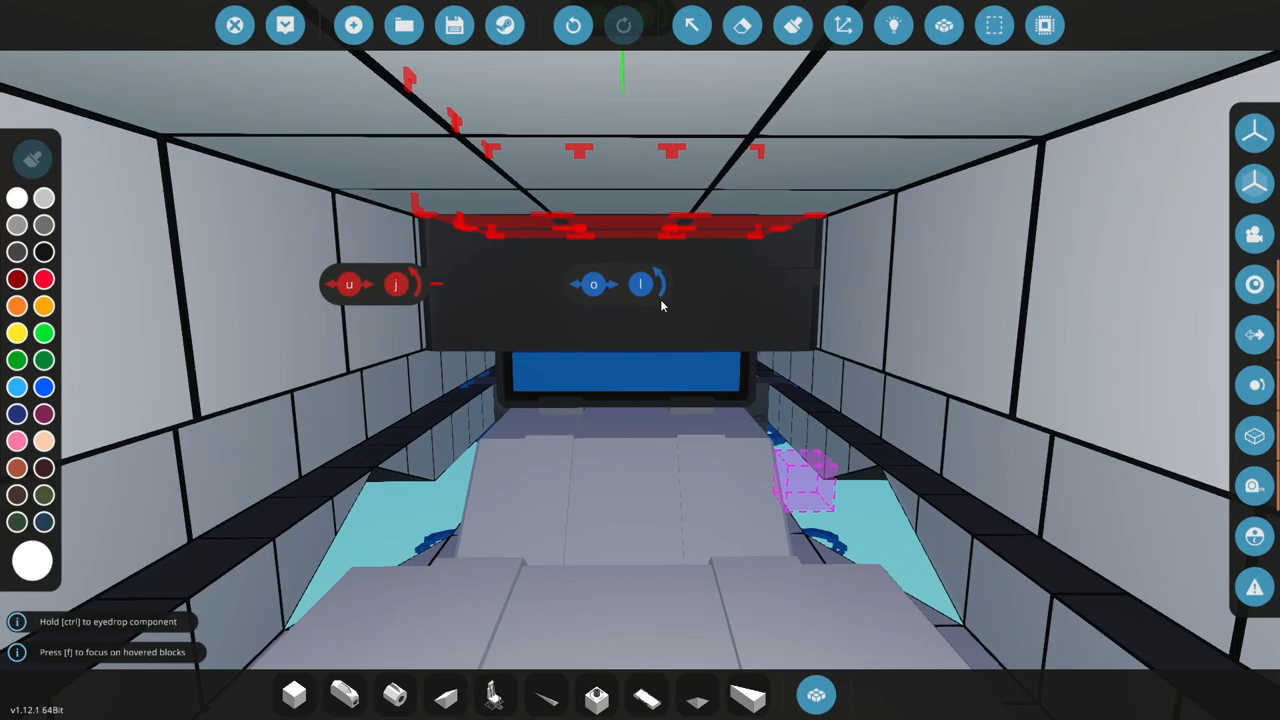 u j o l
Hold [ctrl] to eyedrop component
Press [f] to focus on hovered blocks
v1.12.1 64Bit